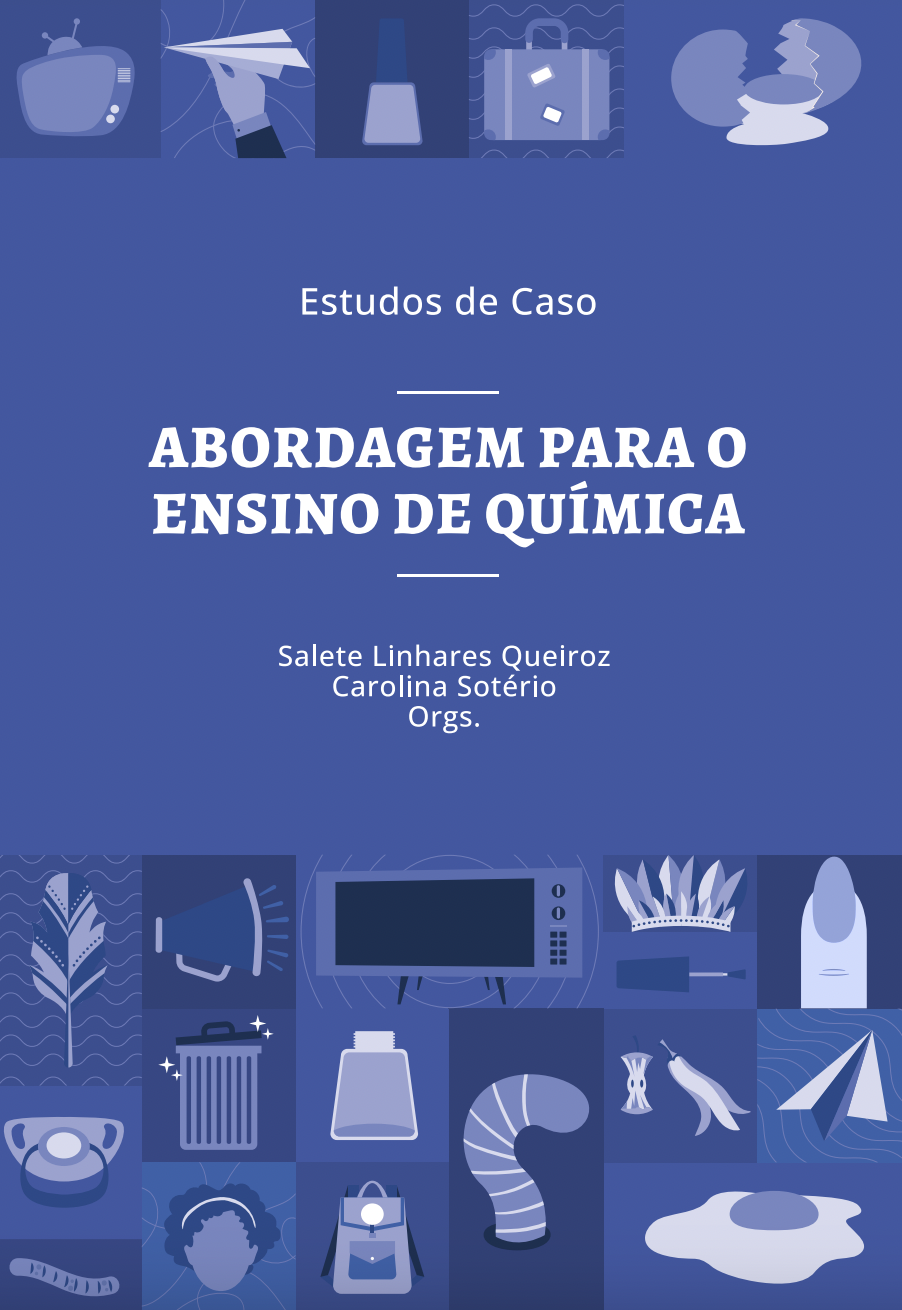 Estudos de Caso
ABORDAGEM PARA O
ENSINO DE QUÍMICA
Salete Linhares Queiroz
Carolina Sotério
Orgs.